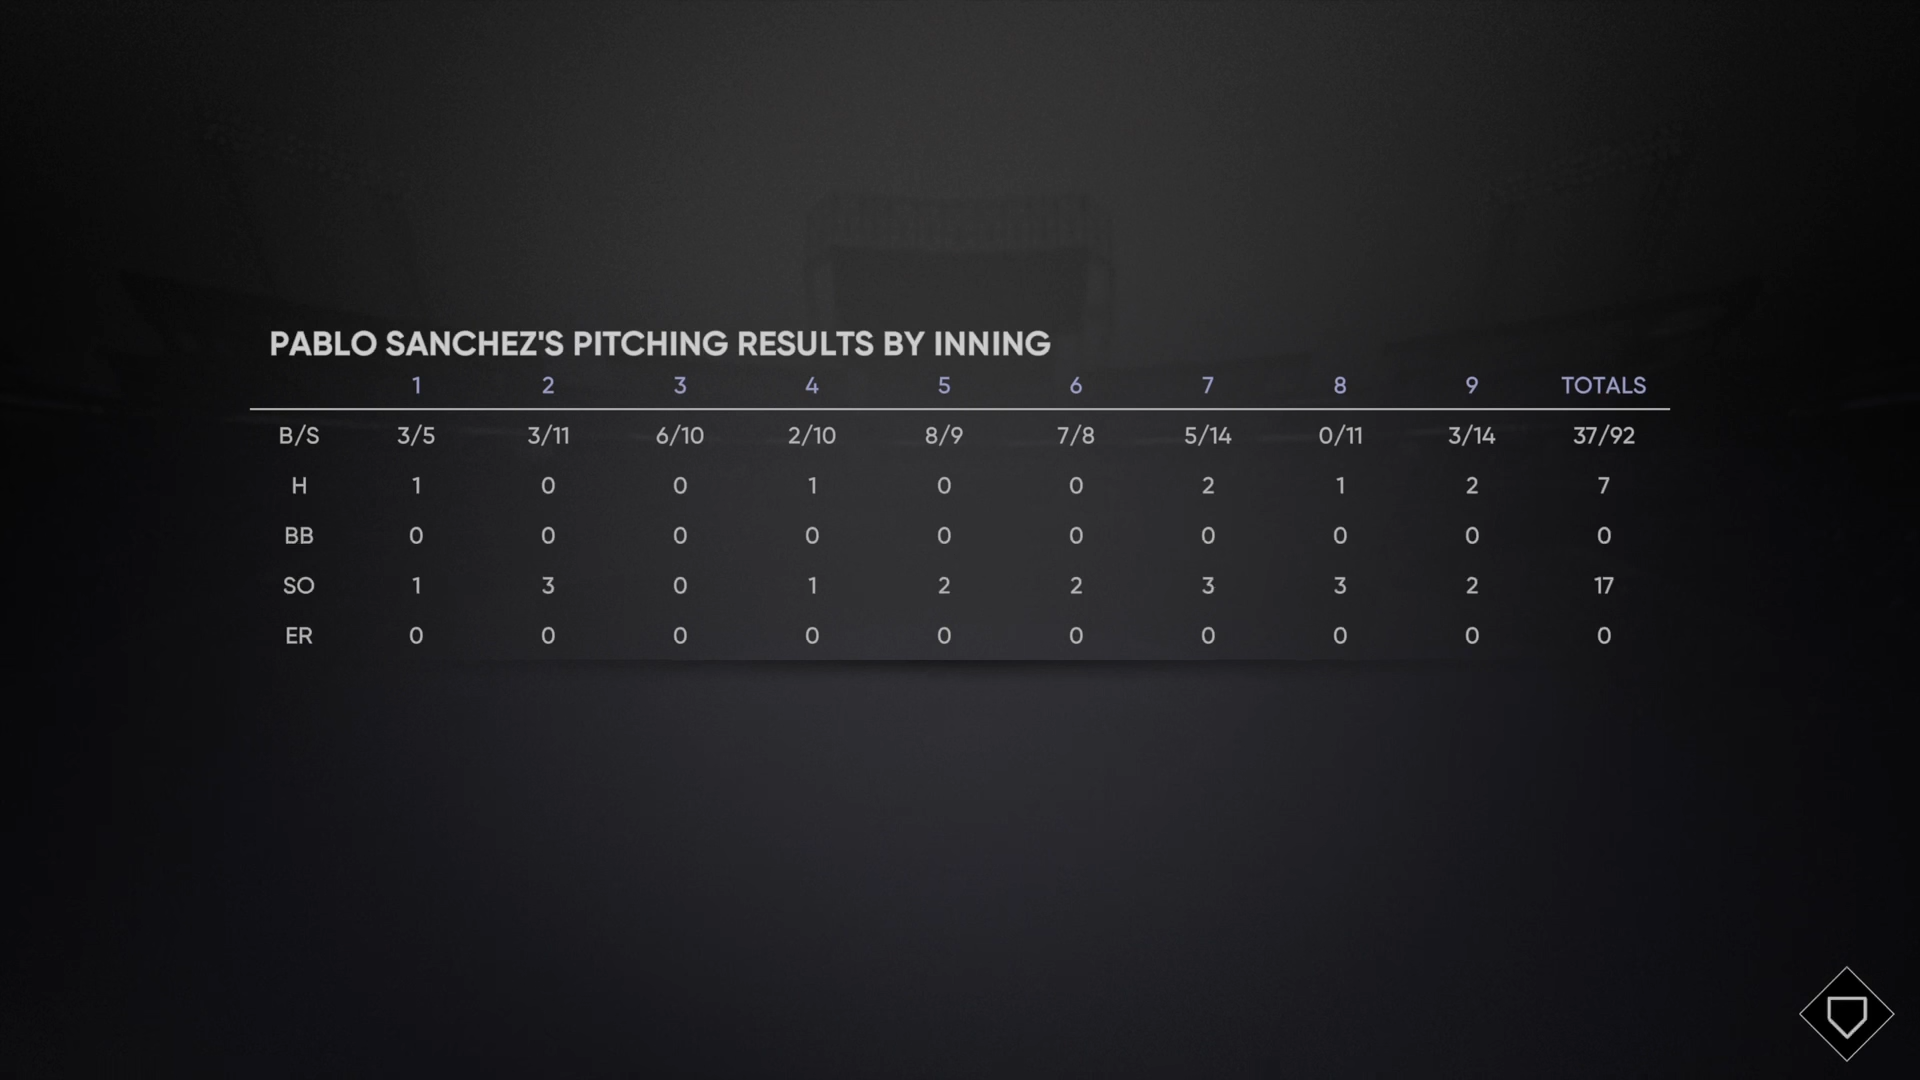 PABLO SANCHEZ'S PITCHING RESULTS BY INNING
1 2 3 4 5 6 7 8 9 TOTALS
B/S 3/5 3/11 6/10 2/10 8/9 7/8 5/14 0/11 3/14 37/92
H 1 0 0 1 0 0 2 1 2 7
BB 0 0 0 0 0 0 0 0 0 0
SO 1 3 0 1 2 2 3 3 2 17
ER 0 0 0 0 0 0 0 0 0 0